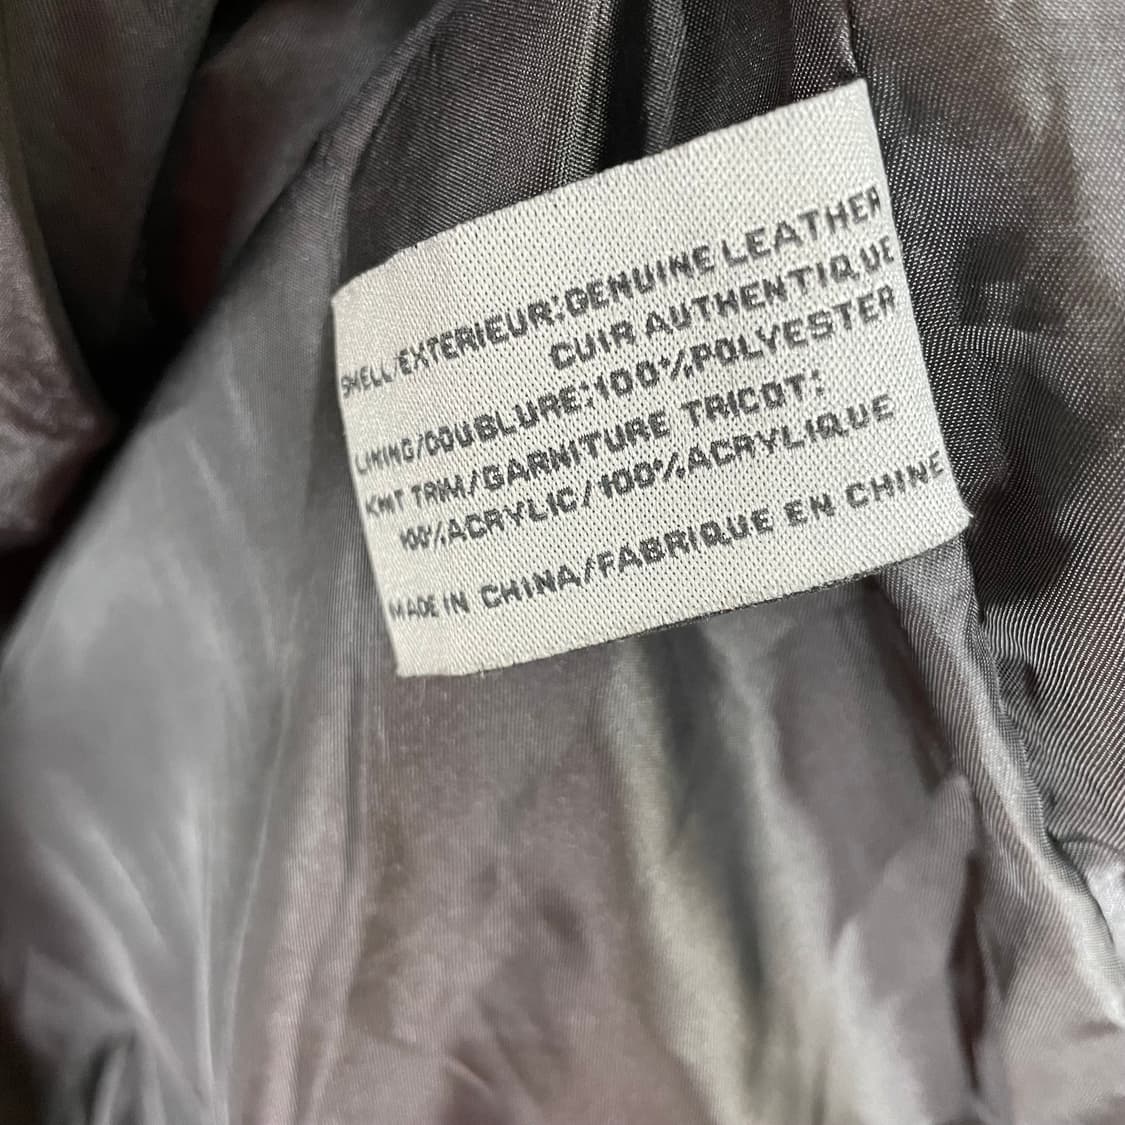 SHELL/EXTERIEUR:GENUINE LEATHER
CUIR AUTHENTIQUE
LINING/DOUBLURE:100%POLYESTER
KNIT TRIM/GARNITURE TRICOT:
100%ACRYLIC/100%ACRYLIQUE
MADE IN CHINA/FABRIQUE EN CHINE